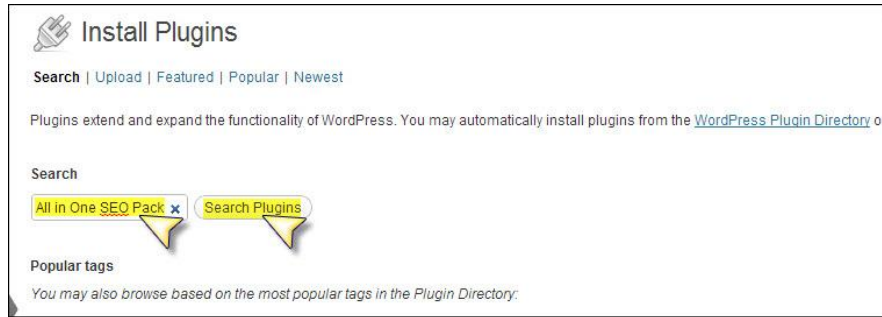 Install Plugins
Search | Upload | Featured | Popular | Newest
Plugins extend and expand the functionality of WordPress. You may automatically install plugins from the WordPress Plugin Directory o
Search
All in One SEO Pack x Search Plugins
Popular tags
You may also browse based on the most popular tags in the Plugin Directory: